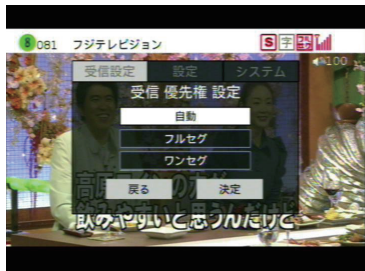 8 081 フジテレビジョン S 字
100
受信設定 設定 システム
受信 優先権 設定
自動
フルセグ
ワンセグ
戻る 決定
飲みやすいと思うんだけど